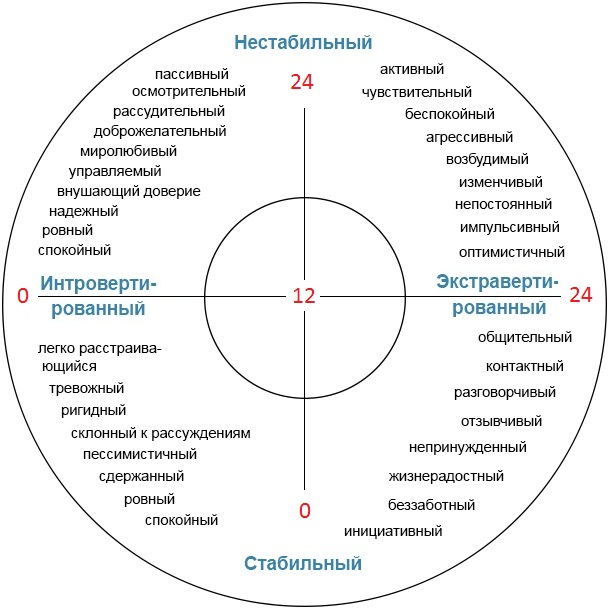 Нестабильный
24
пассивный
осмотрительный
рассудительный
доброжелательный
миролюбивый
управляемый
внушающий доверие
надежный
ровный
спокойный
активный
чувствительный
беспокойный
агрессивный
возбудимый
изменчивый
непостоянный
импульсивный
оптимистичный
0
Интроверти-
рованный
12
Экстраверти-
рованный
24
легко расстраива-
ющийся
тревожный
ригидный
склонный к рассуждениям
пессимистичный
сдержанный
ровный
спокойный
общительный
контактный
разговорчивый
отзывчивый
непринужденный
жизнерадостный
беззаботный
инициативный
0
Стабильный